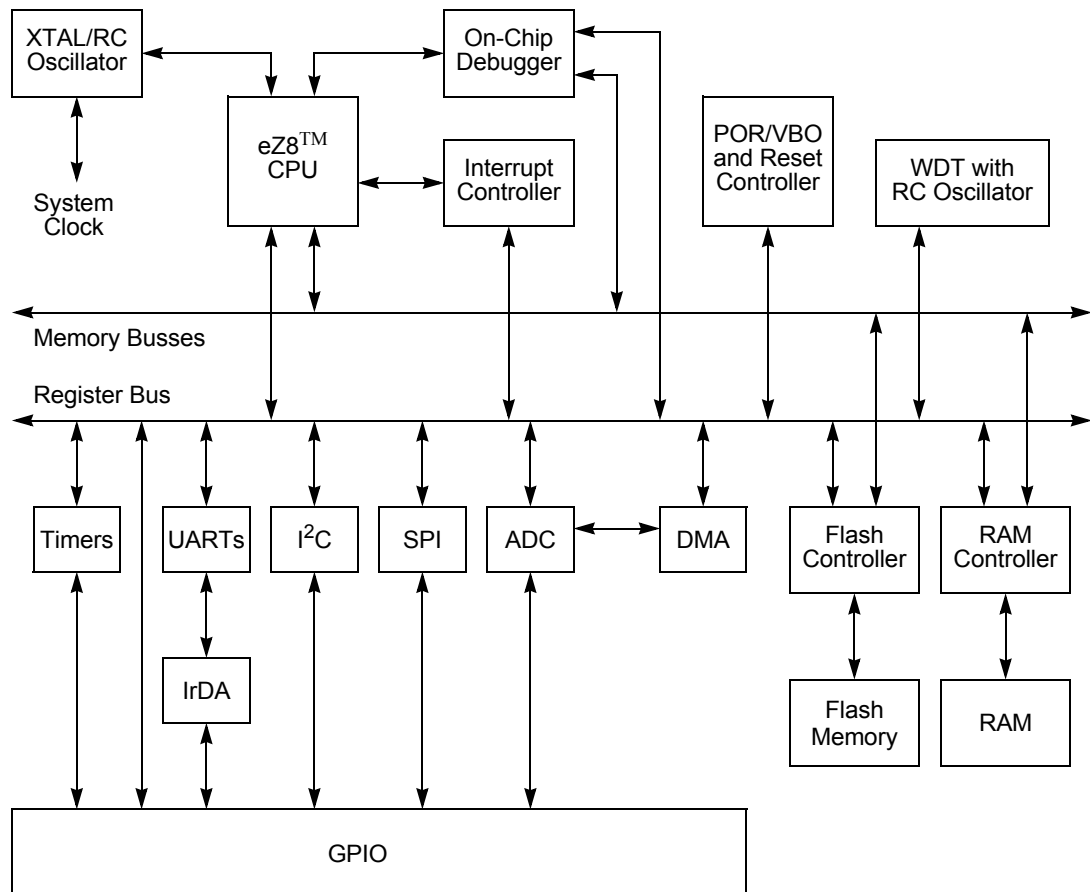 XTAL/RC
Oscillator
On-Chip
Debugger
eZ8™
CPU
Interrupt
Controller
POR/VBO
and Reset
Controller
WDT with
RC Oscillator
System
Clock
Memory Busses
Register Bus
Timers
UARTs
I²C
SPI
ADC
DMA
Flash
Controller
RAM
Controller
IrDA
Flash
Memory
RAM
GPIO